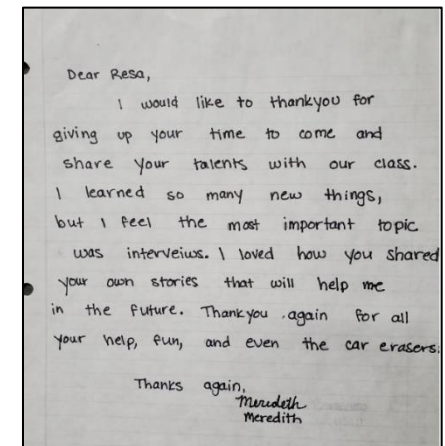 Dear Resa,
I would like to thankyou for
giving up your time to come and
share your talents with our class.
I learned so many new things,
but I feel the most important topic
was interveiws. I loved how you shared
your own stories that will help me
in the future. Thankyou again for all
your help, fun, and even the car erasers.
Thanks again,
Meredith
Meredith